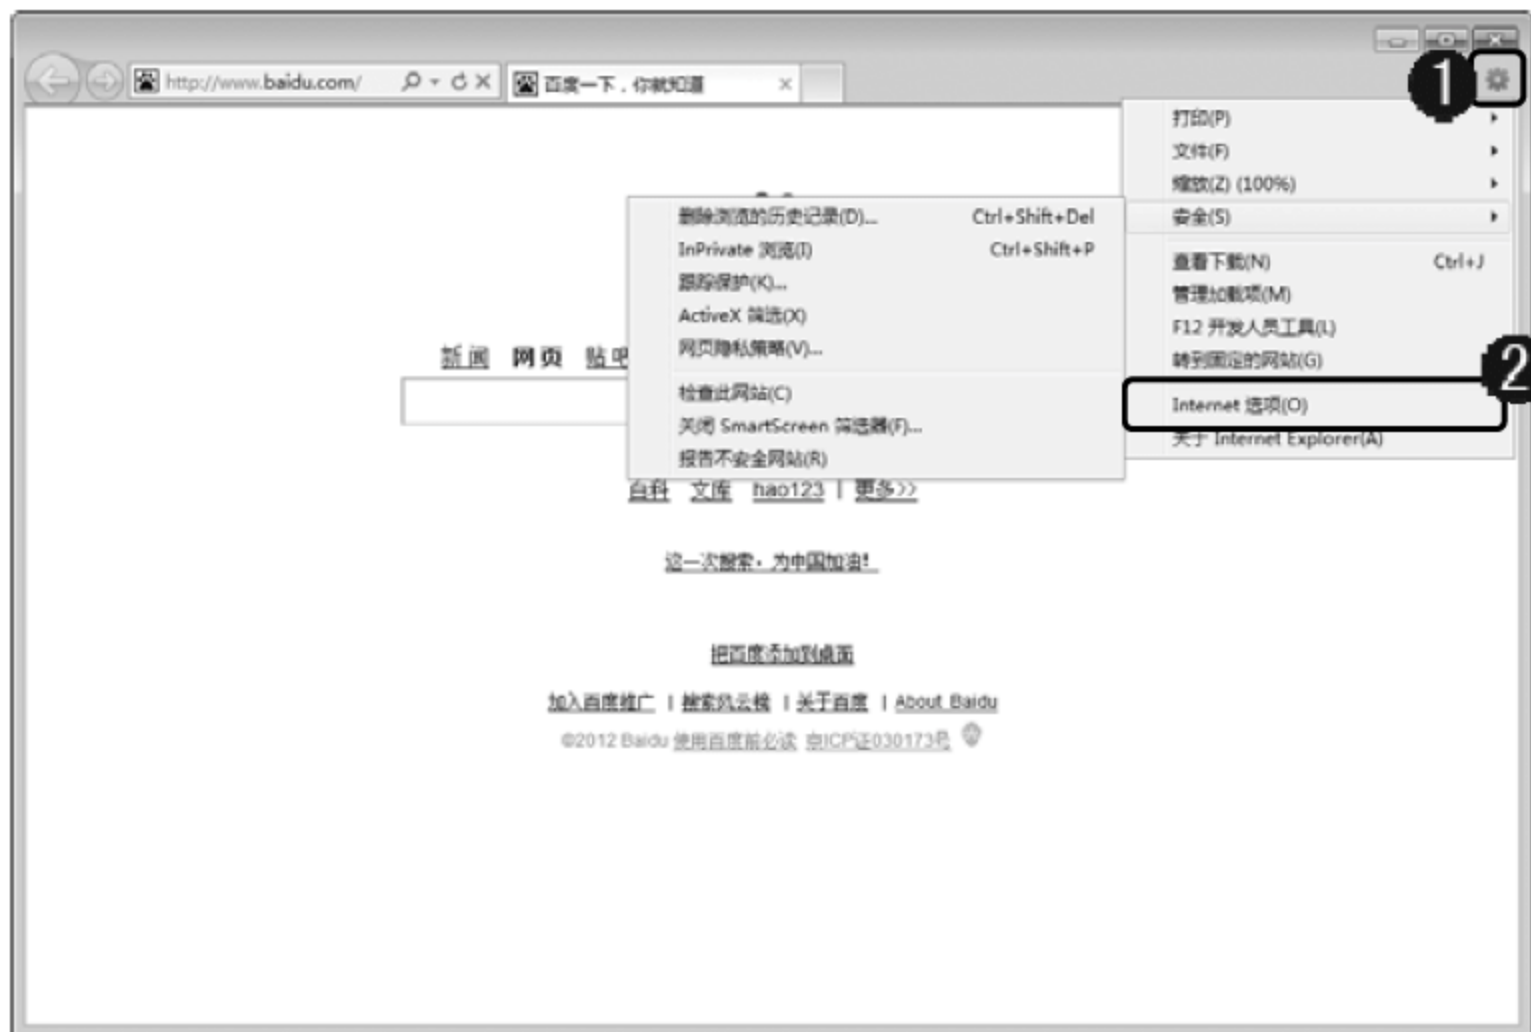 http://www.baidu.com/
百度一下，你就知道
1
打印(P)
文件(F)
缩放(Z) (100%)
安全(S)
删除浏览的历史记录(D)... Ctrl+Shift+Del
InPrivate 浏览(I) Ctrl+Shift+P
跟踪保护(K)...
ActiveX 筛选(X)
网页隐私策略(V)...
检查此网站(C)
关闭 SmartScreen 筛选器(F)...
报告不安全网站(R)
查看下载(N) Ctrl+J
管理加载项(M)
F12 开发人员工具(L)
转到固定的网站(G)
2
Internet 选项(O)
关于 Internet Explorer(A)
新闻 网页 贴吧
百科 文库 hao123 | 更多>>
这一次搜索，为中国加油！
把百度添加到桌面
加入百度推广 | 搜索风云榜 | 关于百度 | About Baidu
©2012 Baidu 使用百度前必读 京ICP证030173号